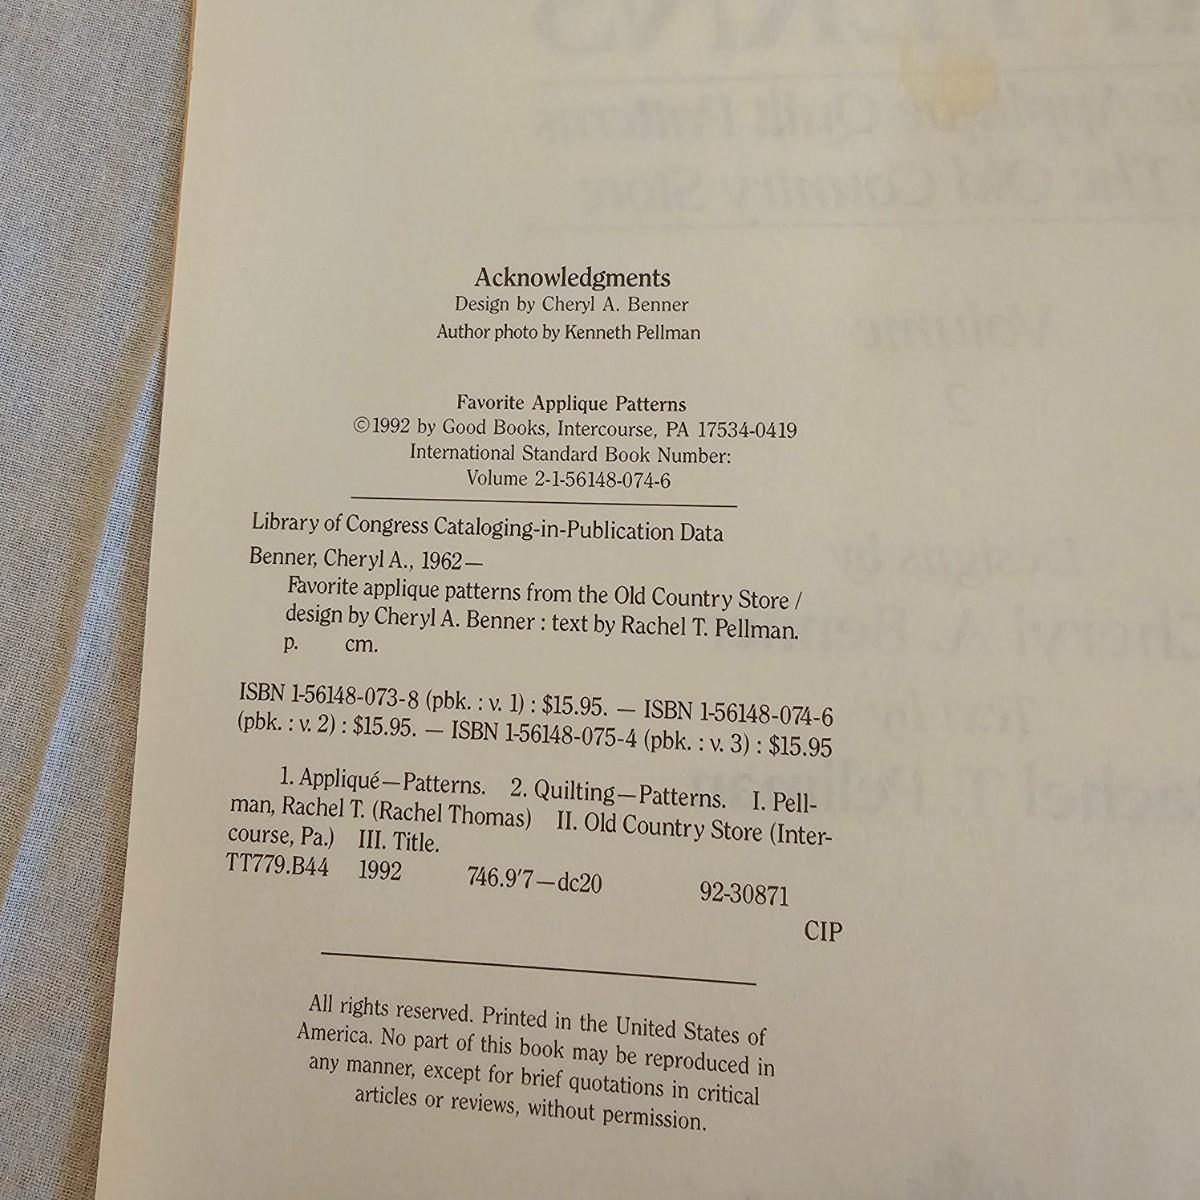 Acknowledgments
Design by Cheryl A. Benner
Author photo by Kenneth Pellman
Favorite Applique Patterns
©1992 by Good Books, Intercourse, PA 17534-0419
International Standard Book Number:
Volume 2-1-56148-074-6
Library of Congress Cataloging-in-Publication Data
Benner, Cheryl A., 1962—
Favorite applique patterns from the Old Country Store /
design by Cheryl A. Benner : text by Rachel T. Pellman.
p. cm.
ISBN 1-56148-073-8 (pbk. : v. 1) : $15.95. — ISBN 1-56148-074-6
(pbk. : v. 2) : $15.95. — ISBN 1-56148-075-4 (pbk. : v. 3) : $15.95
1. Appliqué—Patterns. 2. Quilting—Patterns. I. Pell-
man, Rachel T. (Rachel Thomas) II. Old Country Store (Inter-
course, Pa.) III. Title.
TT779.B44 1992 746.9'7—dc20 92-30871
CIP
All rights reserved. Printed in the United States of
America. No part of this book may be reproduced in
any manner, except for brief quotations in critical
articles or reviews, without permission.